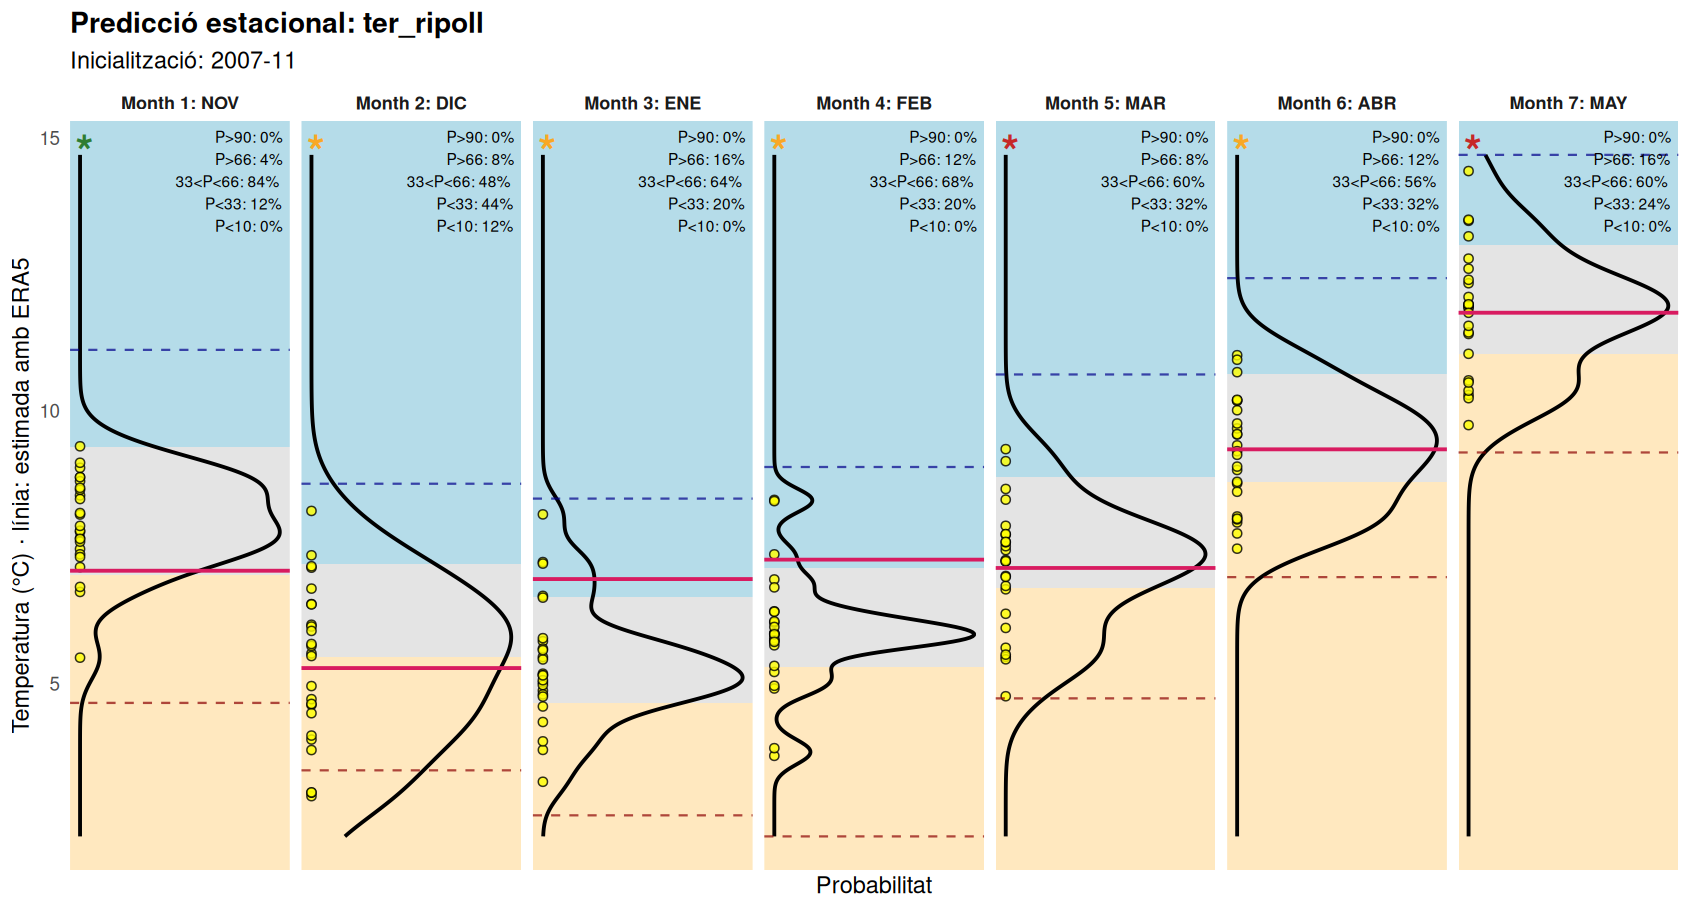 Predicció estacional: ter_ripoll
Inicialització: 2007-11
Month 1: NOV
Month 2: DIC
Month 3: ENE
Month 4: FEB
Month 5: MAR
Month 6: ABR
Month 7: MAY
P>90: 0%
P>66: 4%
33<P<66: 84%
P<33: 12%
P<10: 0%
P>90: 0%
P>66: 8%
33<P<66: 48%
P<33: 44%
P<10: 12%
P>90: 0%
P>66: 16%
33<P<66: 64%
P<33: 20%
P<10: 0%
P>90: 0%
P>66: 12%
33<P<66: 68%
P<33: 20%
P<10: 0%
P>90: 0%
P>66: 8%
33<P<66: 60%
P<33: 32%
P<10: 0%
P>90: 0%
P>66: 12%
33<P<66: 56%
P<33: 32%
P<10: 0%
P>90: 0%
P>66: 16%
33<P<66: 60%
P<33: 24%
P<10: 0%
15
10
5
Temperatura (°C) · línia: estimada amb ERA5
Probabilitat